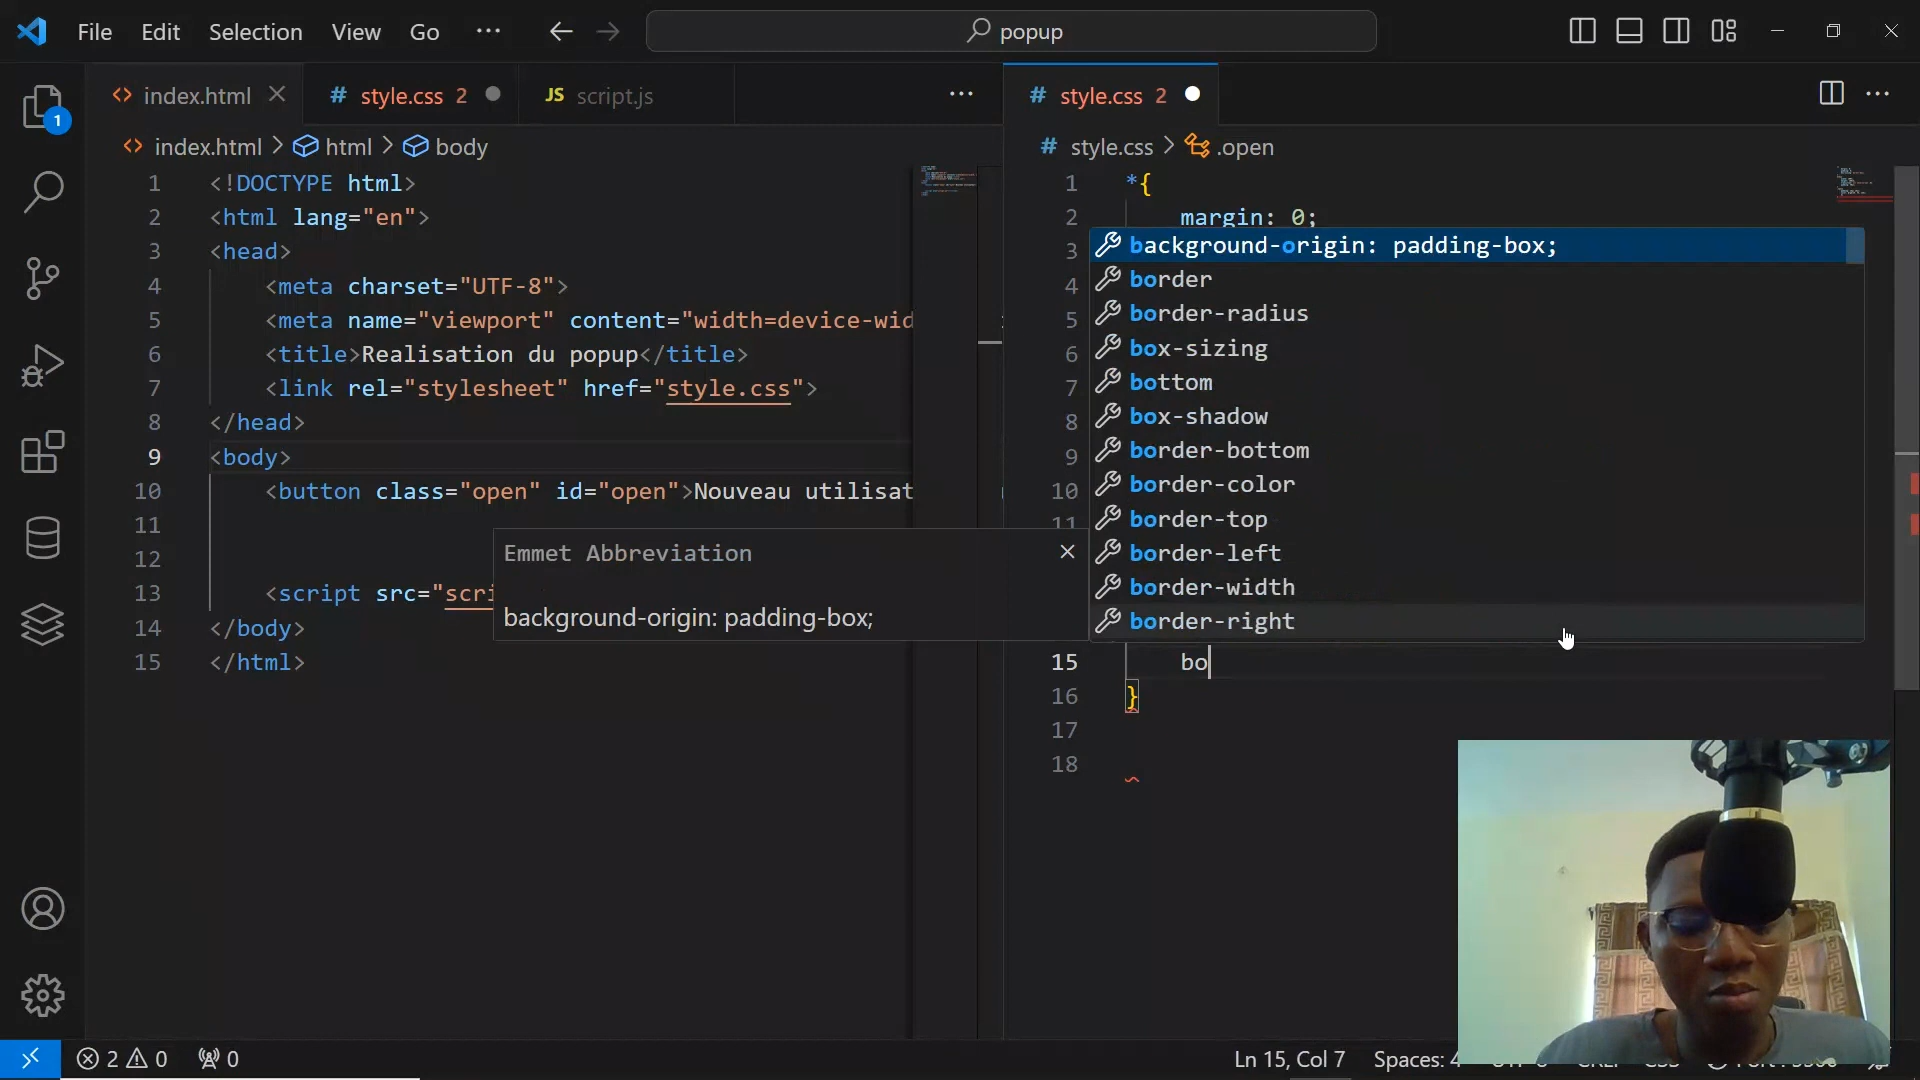 File Edit Selection View Go ··· popup
index.html # style.css 2 JS script.js ···
index.html > html > body
1 <!DOCTYPE html>
2 <html lang="en">
3 <head>
4 <meta charset="UTF-8">
5 <meta name="viewport" content="width=device-wid
6 <title>Realisation du popup</title>
7 <link rel="stylesheet" href="style.css">
8 </head>
9 <body>
10 <button class="open" id="open">Nouveau utilisat
11
12
13 <script src="scri
14 </body>
15 </html>
Emmet Abbreviation
background-origin: padding-box;
# style.css 2 ···
# style.css > .open
1 *{
2 margin: 0;
3 background-origin: padding-box;
4 border
5 border-radius
6 box-sizing
7 bottom
8 box-shadow
9 border-bottom
10 border-color
11 border-top
border-left
border-width
border-right
15 bo
16 }
17
18
1
2 0 0
Ln 15, Col 7 Spaces: 4